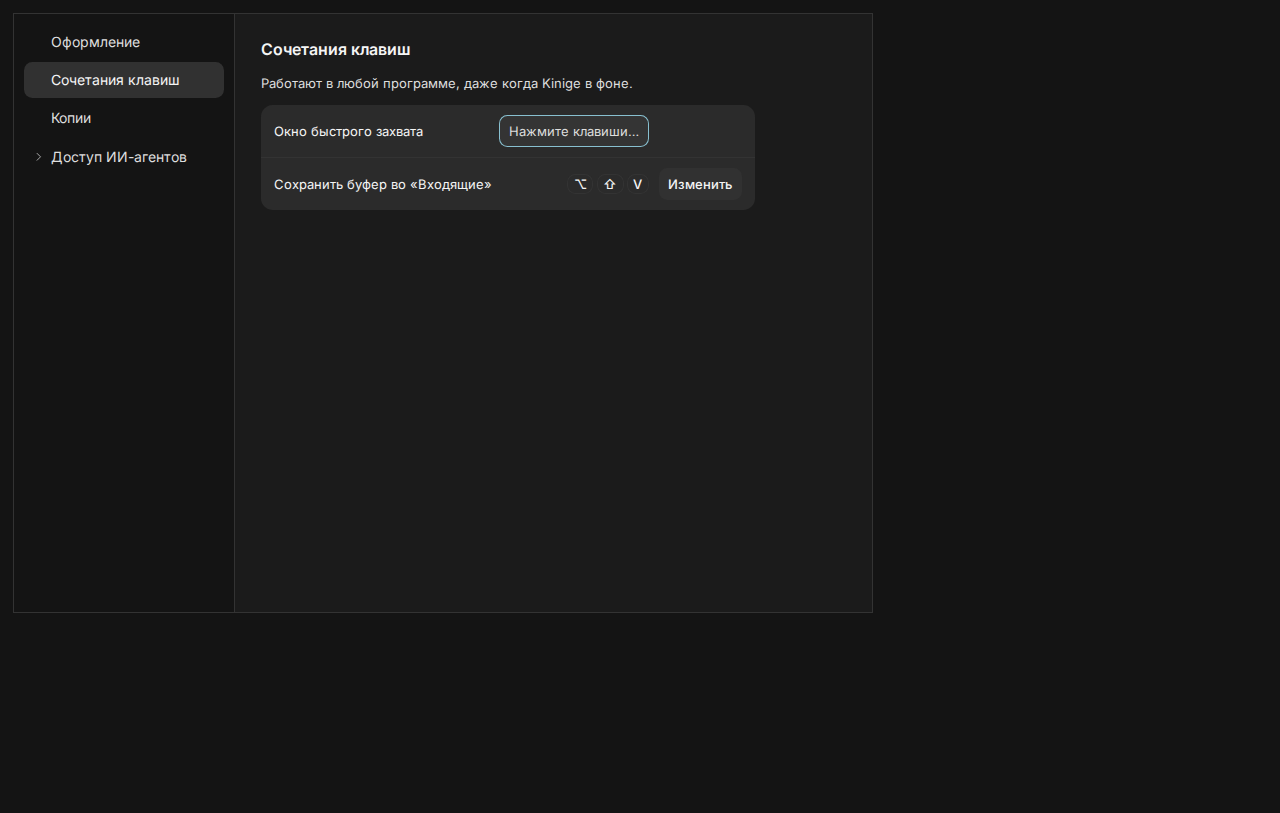 Оформление
Сочетания клавиш
Копии
Доступ ИИ-агентов
Сочетания клавиш
Работают в любой программе, даже когда Kinige в фоне.
Окно быстрого захвата
Нажмите клавиши...
Сохранить буфер во «Входящие»
⌥ ⇧ V Изменить